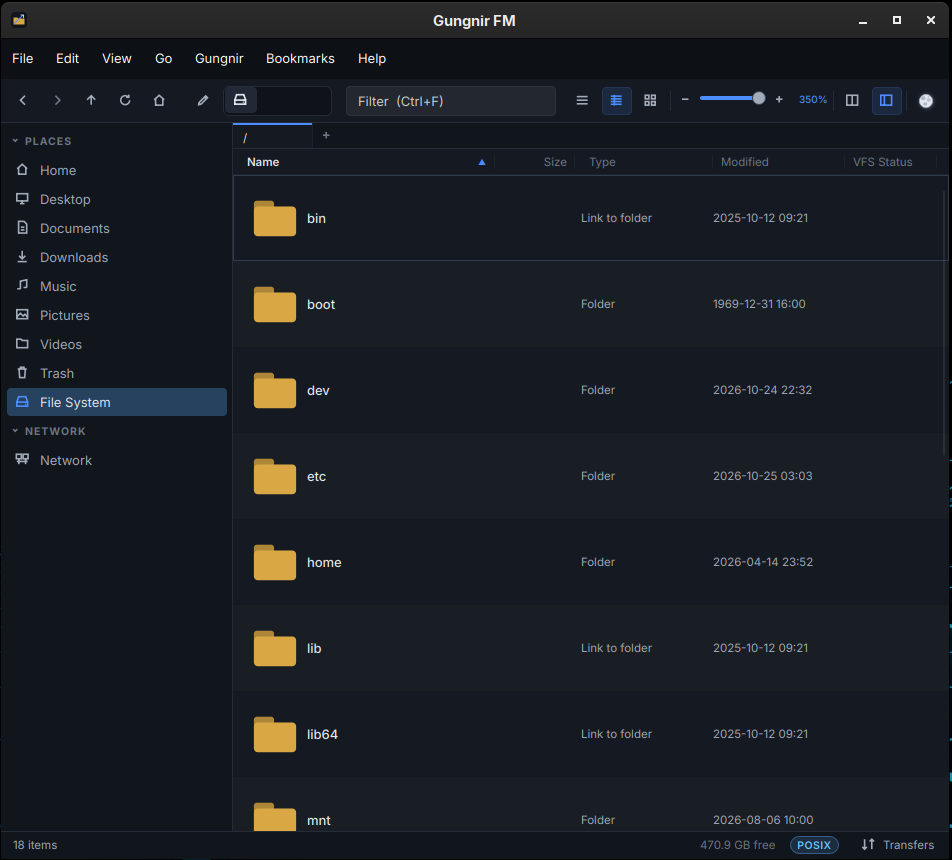 Gungnir FM
File Edit View Go Gungnir Bookmarks Help
Filter (Ctrl+F) 350%
PLACES
Home
Desktop
Documents
Downloads
Music
Pictures
Videos
Trash
File System
NETWORK
Network
/ +
Name Size Type Modified VFS Status
bin Link to folder 2025-10-12 09:21
boot Folder 1969-12-31 16:00
dev Folder 2026-10-24 22:32
etc Folder 2026-10-25 03:03
home Folder 2026-04-14 23:52
lib Link to folder 2025-10-12 09:21
lib64 Link to folder 2025-10-12 09:21
mnt Folder 2026-08-06 10:00
18 items 470.9 GB free POSIX Transfers